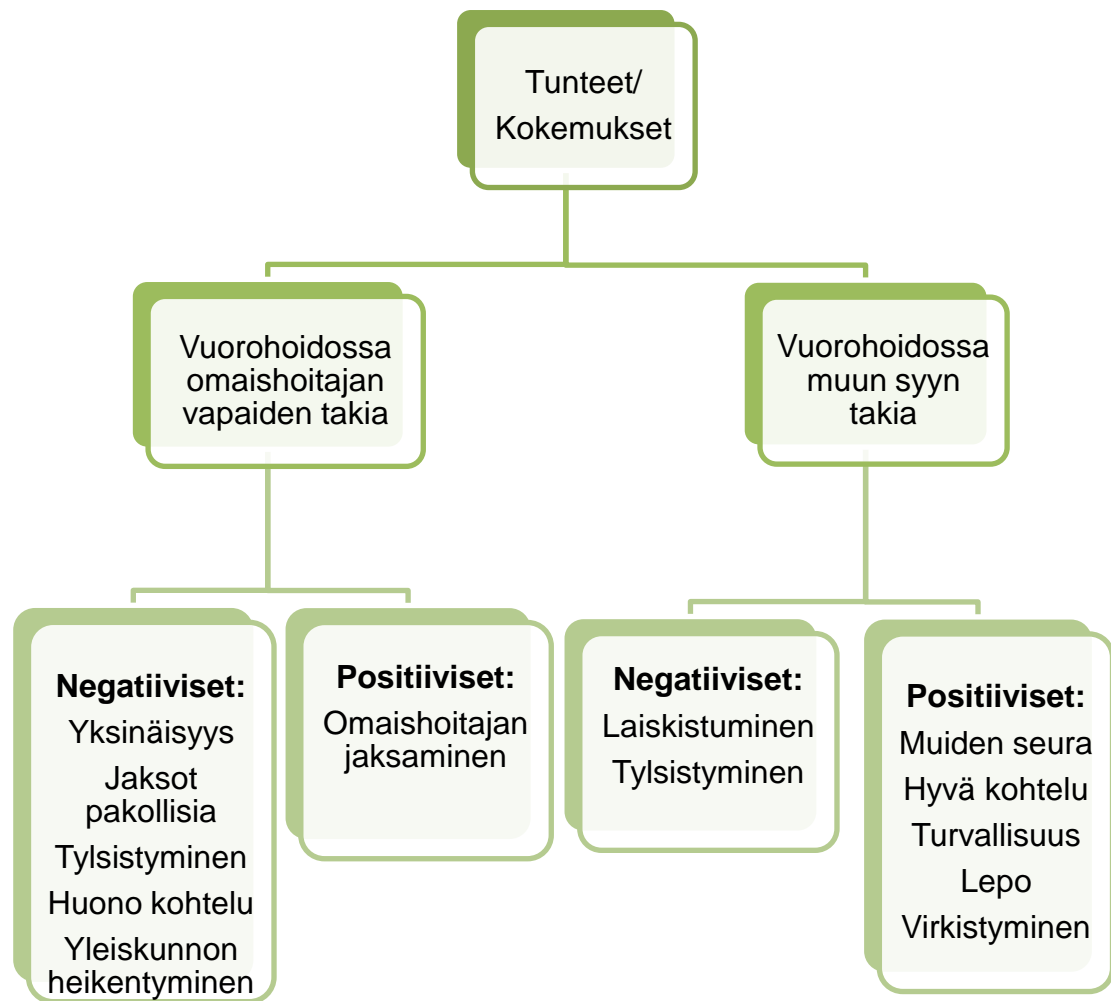 Tunteet/
Kokemukset
Vuorohoidossa
omaishoitajan
vapaiden takia
Vuorohoidossa
muun syyn
takia
Negatiiviset:
Yksinäisyys
Jaksot
pakollisia
Tylsistyminen
Huono kohtelu
Yleiskunnon
heikentyminen
Positiiviset:
Omaishoitajan
jaksaminen
Negatiiviset:
Laiskistuminen
Tylsistyminen
Positiiviset:
Muiden seura
Hyvä kohtelu
Turvallisuus
Lepo
Virkistyminen